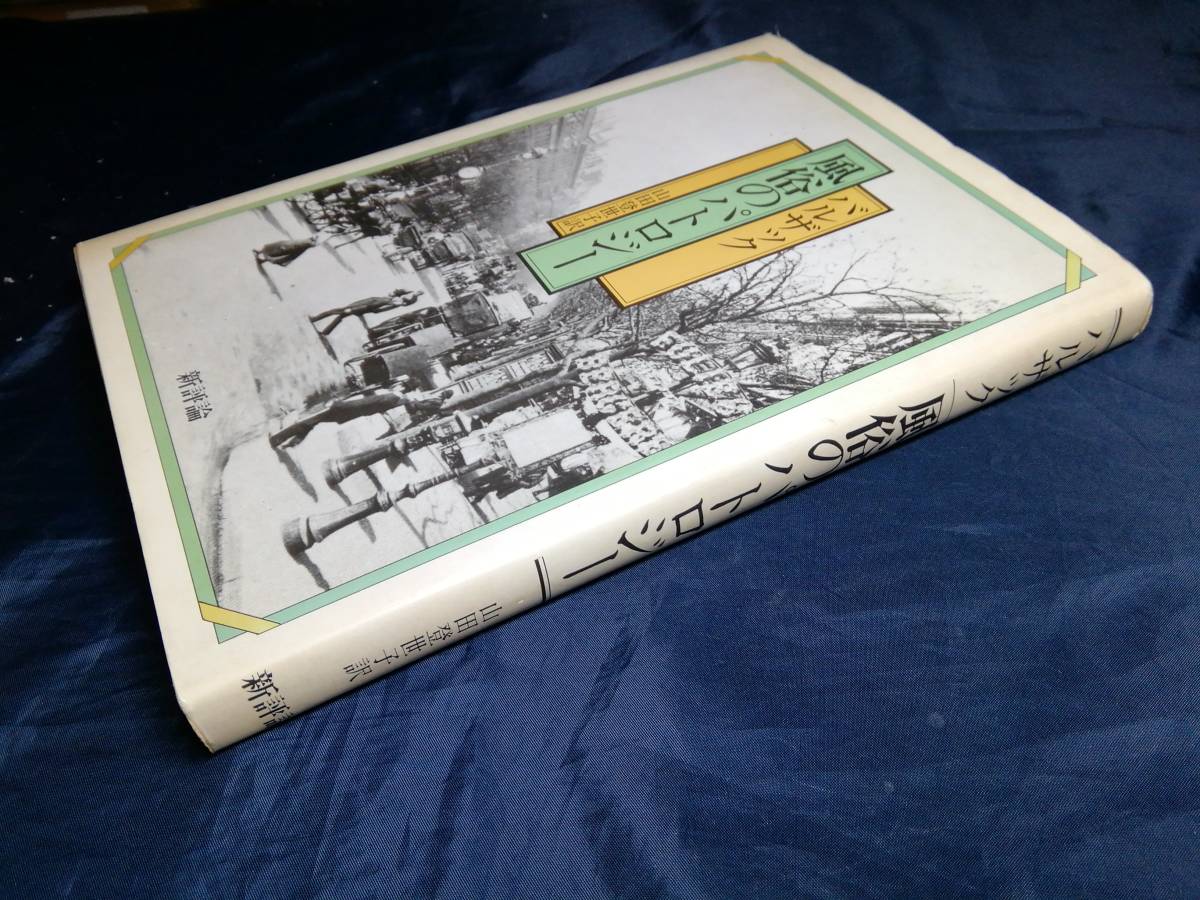 バルザック
風俗のパトロジー
山田登世子訳
新評論
バルザック
風俗のパトロジー
山田登世子訳
新評論